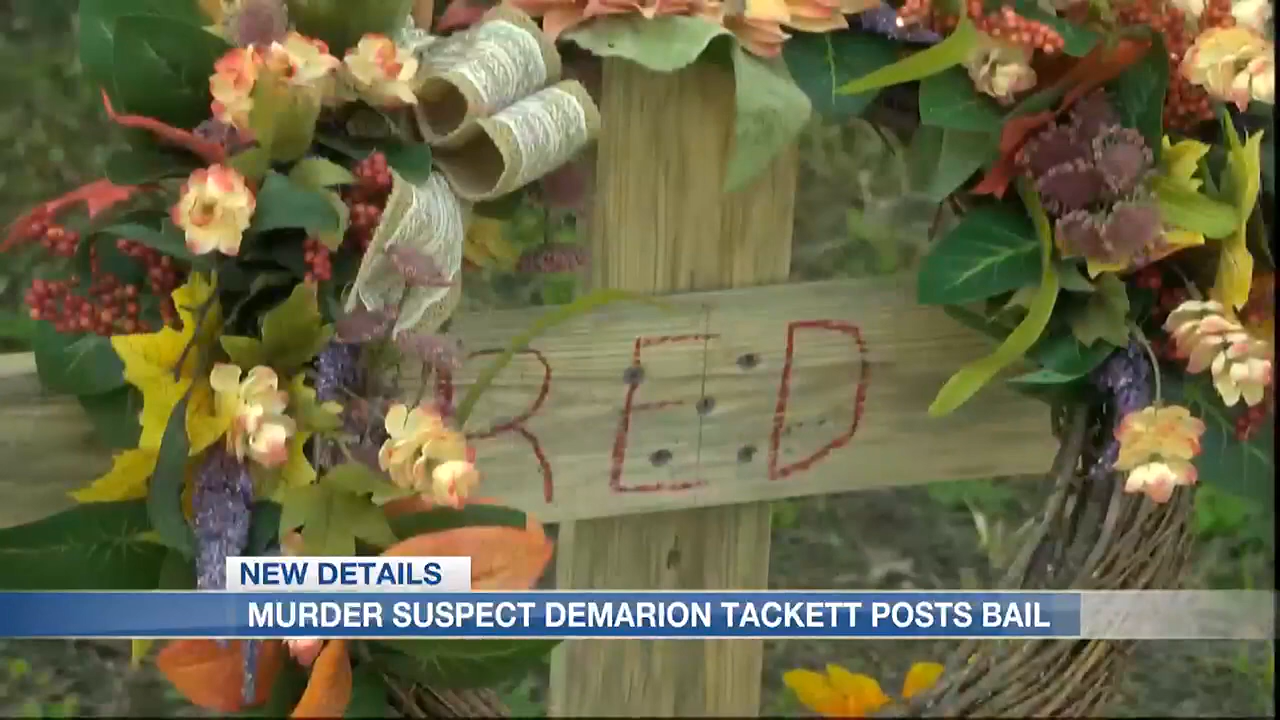 RED
NEW DETAILS
MURDER SUSPECT DEMARION TACKETT POSTS BAIL